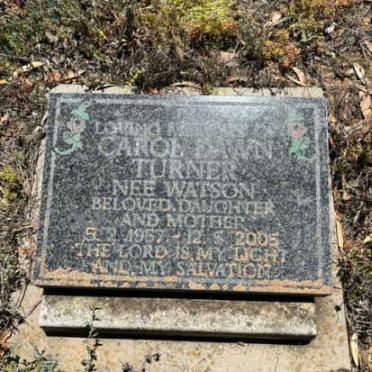 LOVING MEMORY OF
CAROL DAWN
TURNER
NEE WATSON
BELOVED DAUGHTER
AND MOTHER
5. 2. 1957 - 12. 5. 2005
THE LORD IS MY LIGHT
AND MY SALVATION